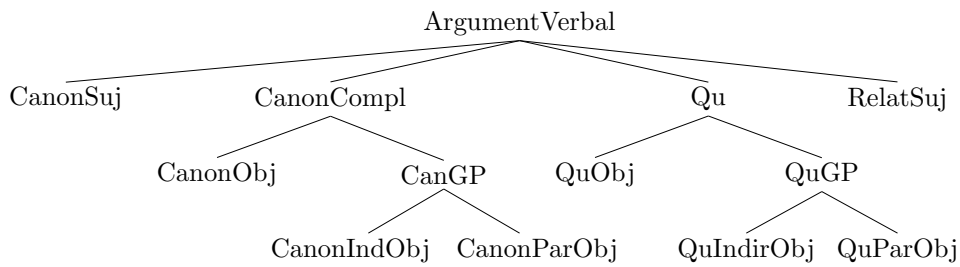 ArgumentVerbal
CanonSuj CanonCompl Qu RelatSuj
CanonObj CanGP QuObj QuGP
CanonIndObj CanonParObj QuIndirObj QuParObj